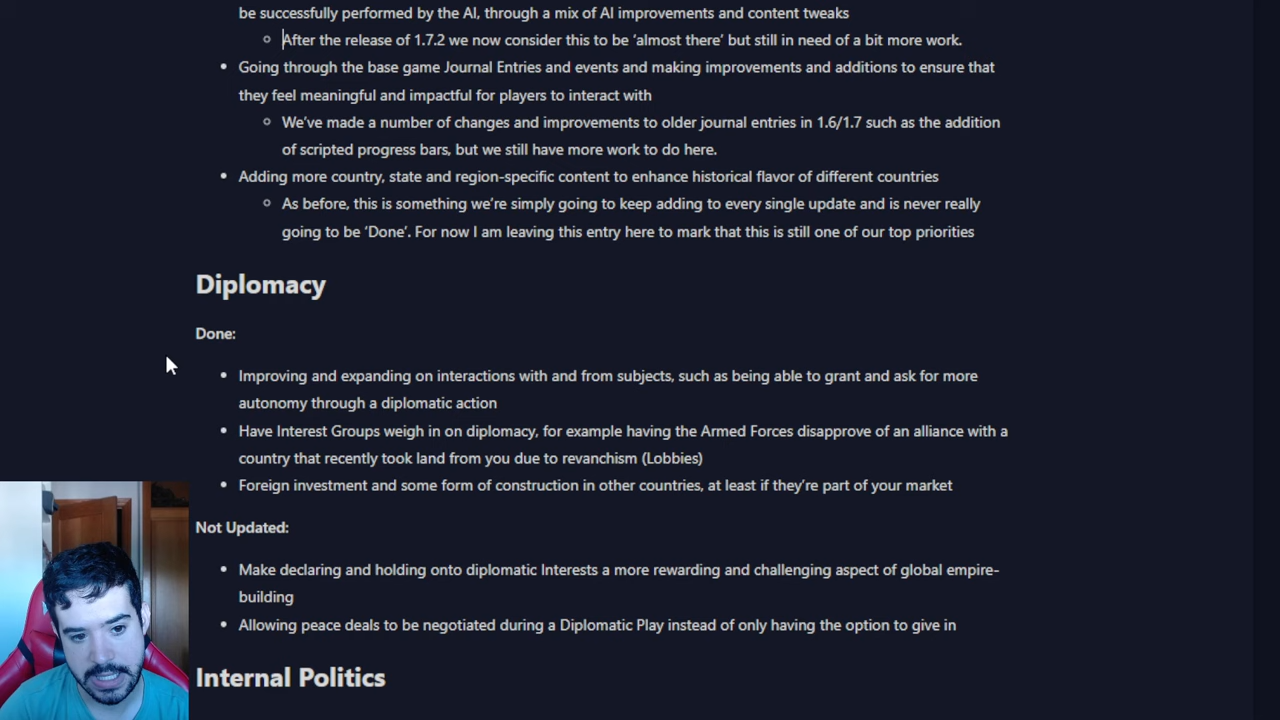 be successfully performed by the AI, through a mix of AI improvements and content tweaks
After the release of 1.7.2 we now consider this to be ‘almost there’ but still in need of a bit more work.
Going through the base game Journal Entries and events and making improvements and additions to ensure that
they feel meaningful and impactful for players to interact with
We’ve made a number of changes and improvements to older journal entries in 1.6/1.7 such as the addition
of scripted progress bars, but we still have more work to do here.
Adding more country, state and region-specific content to enhance historical flavor of different countries
As before, this is something we’re simply going to keep adding to every single update and is never really
going to be ‘Done’. For now I am leaving this entry here to mark that this is still one of our top priorities
Diplomacy
Done:
Improving and expanding on interactions with and from subjects, such as being able to grant and ask for more
autonomy through a diplomatic action
Have Interest Groups weigh in on diplomacy, for example having the Armed Forces disapprove of an alliance with a
country that recently took land from you due to revanchism (Lobbies)
Foreign investment and some form of construction in other countries, at least if they’re part of your market
Not Updated:
Make declaring and holding onto diplomatic Interests a more rewarding and challenging aspect of global empire-
building
Allowing peace deals to be negotiated during a Diplomatic Play instead of only having the option to give in
Internal Politics